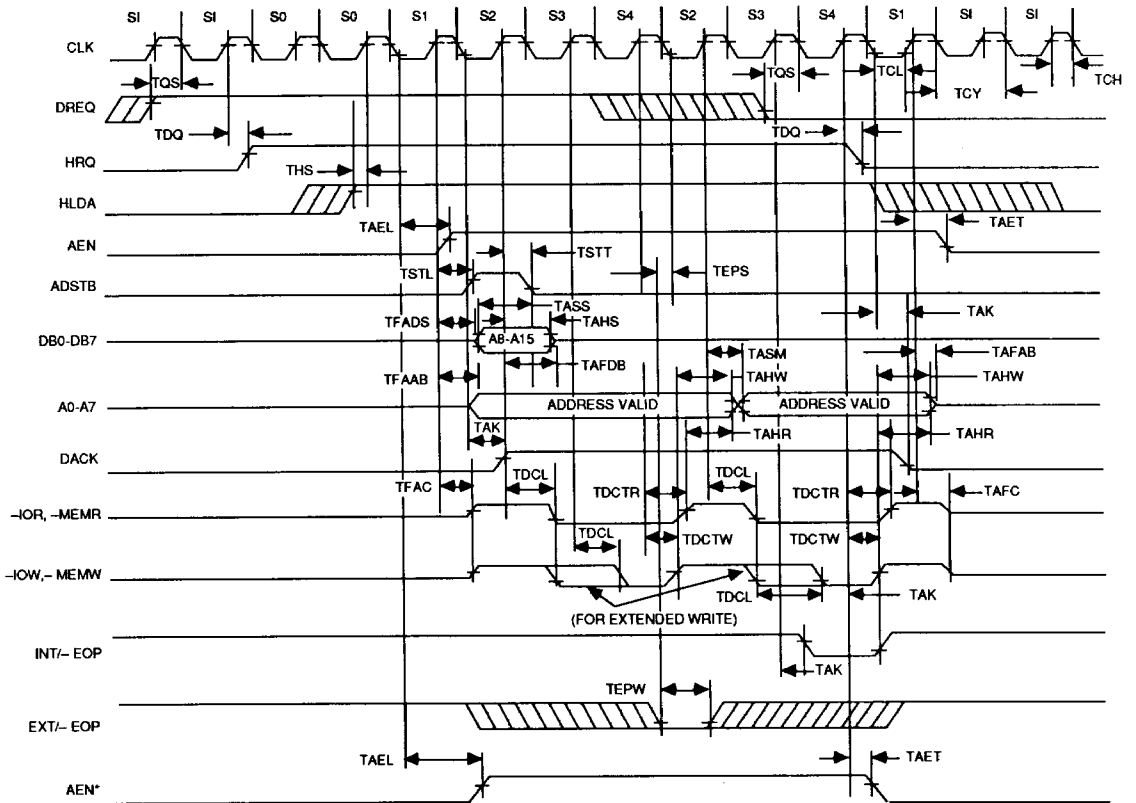 SI SI S0 S0 S1 S2 S3 S4 S2 S3 S4 S1 SI SI
CLK
TQS TQS TCL TCH
TCY
DREQ
TDQ TDQ
HRQ
THS
HLDA
TAEL TAET
AEN
TSTL TSTT TEPS
ADSTB
TASS
TFADS TAHS TAK
DB0-DB7 A8-A15
TAFDB TASM TAFAB
TFAAB TAHW TAHW
A0-A7 ADDRESS VALID ADDRESS VALID
TAK TAHR TAHR
DACK
TFAC TDCL TDCTR TDCL TDCTR TAFC
–IOR, –MEMR
TDCL TDCTW TDCTW
–IOW, – MEMW
TDCL TAK
(FOR EXTENDED WRITE)
INT/– EOP
TAK
TEPW
EXT/– EOP
TAEL TAET
AEN*